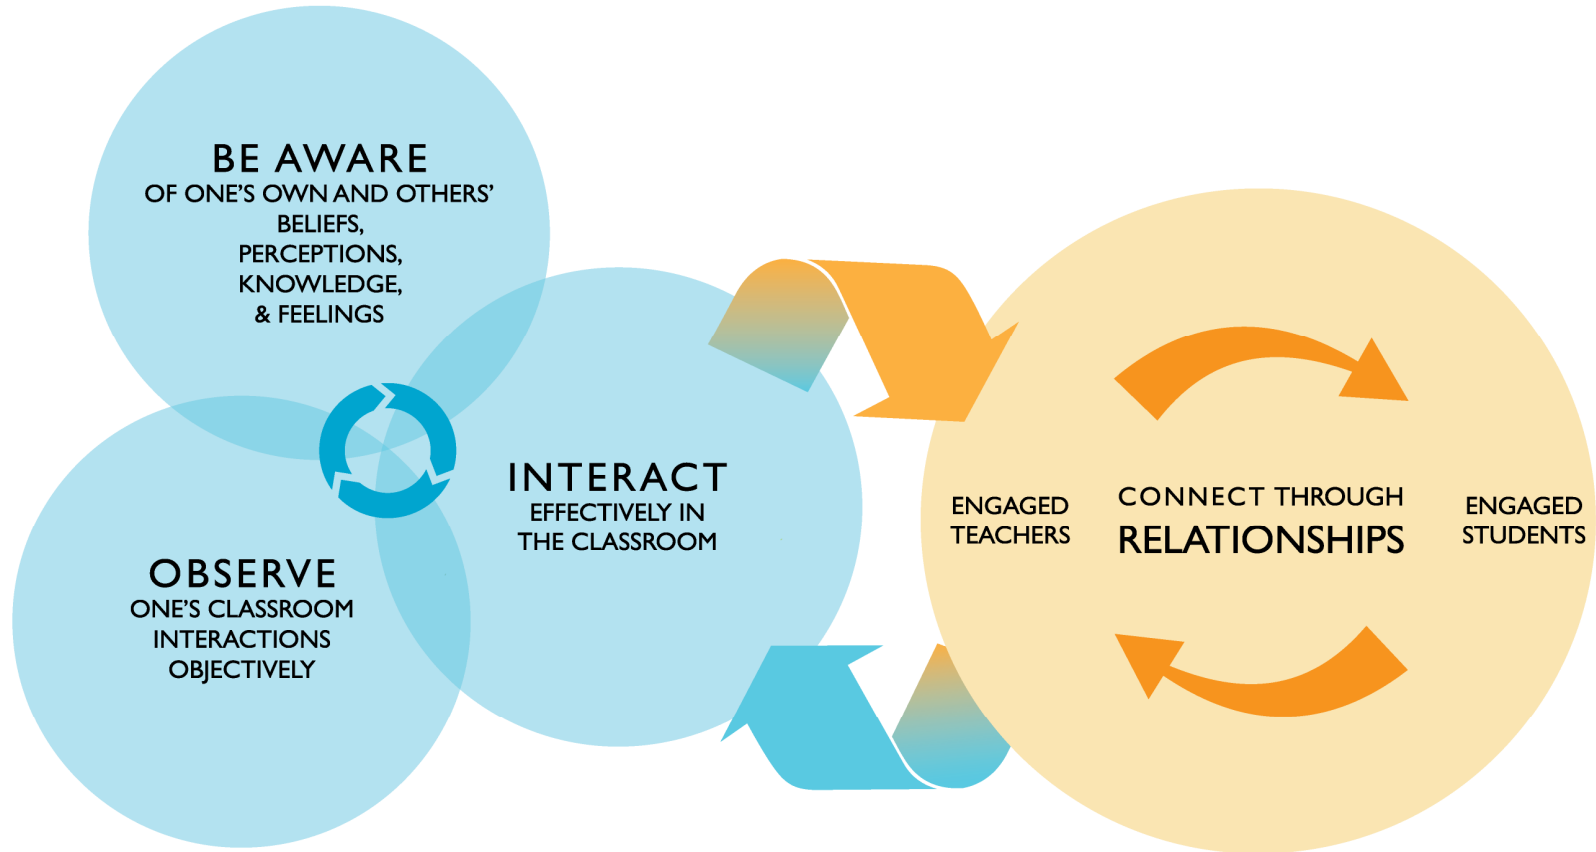 BE AWARE
OF ONE'S OWN AND OTHERS'
BELIEFS,
PERCEPTIONS,
KNOWLEDGE,
& FEELINGS
OBSERVE
ONE'S CLASSROOM
INTERACTIONS
OBJECTIVELY
INTERACT
EFFECTIVELY IN
THE CLASSROOM
ENGAGED
TEACHERS
CONNECT THROUGH
RELATIONSHIPS
ENGAGED
STUDENTS